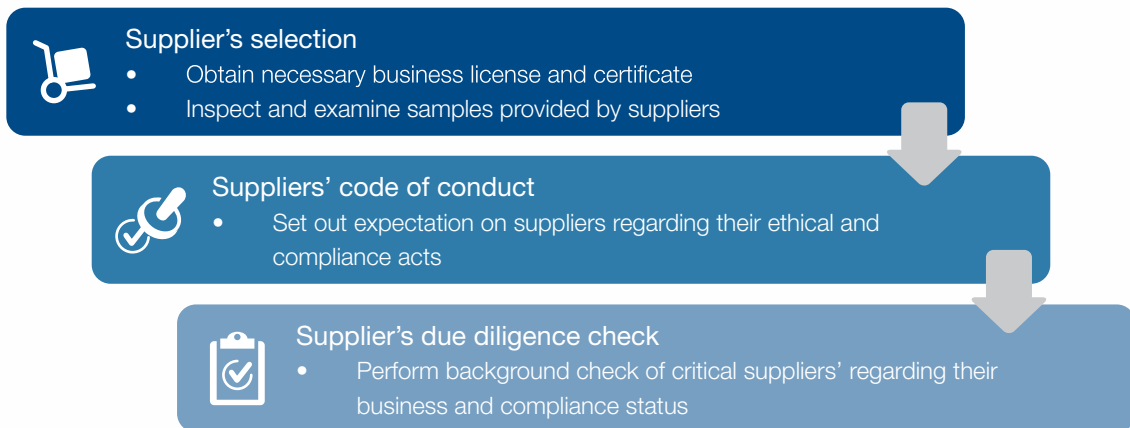 Supplier’s selection
• Obtain necessary business license and certificate
• Inspect and examine samples provided by suppliers
Suppliers’ code of conduct
• Set out expectation on suppliers regarding their ethical and
compliance acts
Supplier’s due diligence check
• Perform background check of critical suppliers’ regarding their
business and compliance status